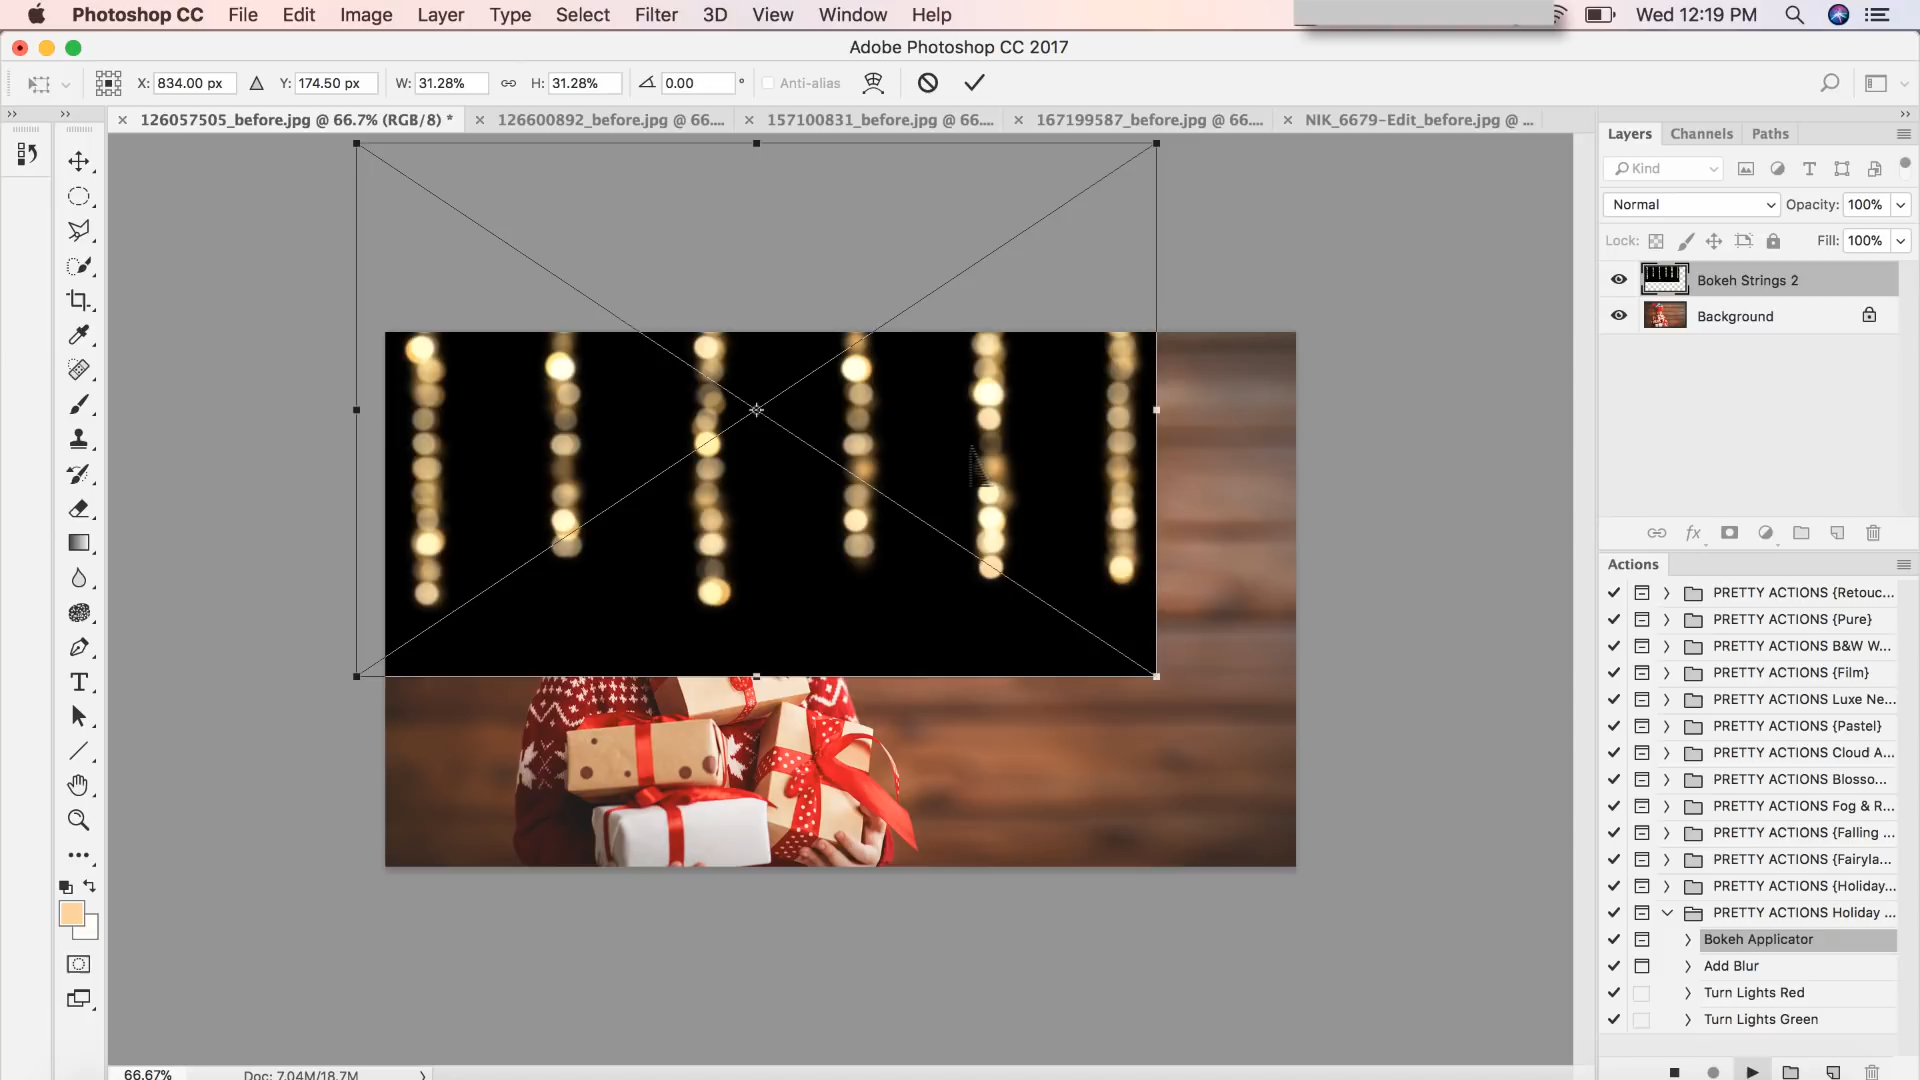 Photoshop CC File Edit Image Layer Type Select Filter 3D View Window Help Wed 12:19 PM
Adobe Photoshop CC 2017
X: 834.00 px Y: 174.50 px W: 31.28% H: 31.28% 0.00 ° Anti-alias
126057505_before.jpg @ 66.7% (RGB/8) * 126600892_before.jpg @ 66.... 157100831_before.jpg @ 66.... 167199587_before.jpg @ 66.... NIK_6679-Edit_before.jpg @ ...
Layers Channels Paths
Kind
Normal Opacity: 100%
Lock: Fill: 100%
Bokeh Strings 2
Background
Actions
PRETTY ACTIONS {Retouc...
PRETTY ACTIONS {Pure}
PRETTY ACTIONS B&W W...
PRETTY ACTIONS {Film}
PRETTY ACTIONS Luxe Ne...
PRETTY ACTIONS {Pastel}
PRETTY ACTIONS Cloud A...
PRETTY ACTIONS Blosso...
PRETTY ACTIONS Fog & R...
PRETTY ACTIONS {Falling ...
PRETTY ACTIONS {Fairyla...
PRETTY ACTIONS {Holiday...
PRETTY ACTIONS Holiday ...
Bokeh Applicator
Add Blur
Turn Lights Red
Turn Lights Green
66.67% Doc: 7.04M/18.7M